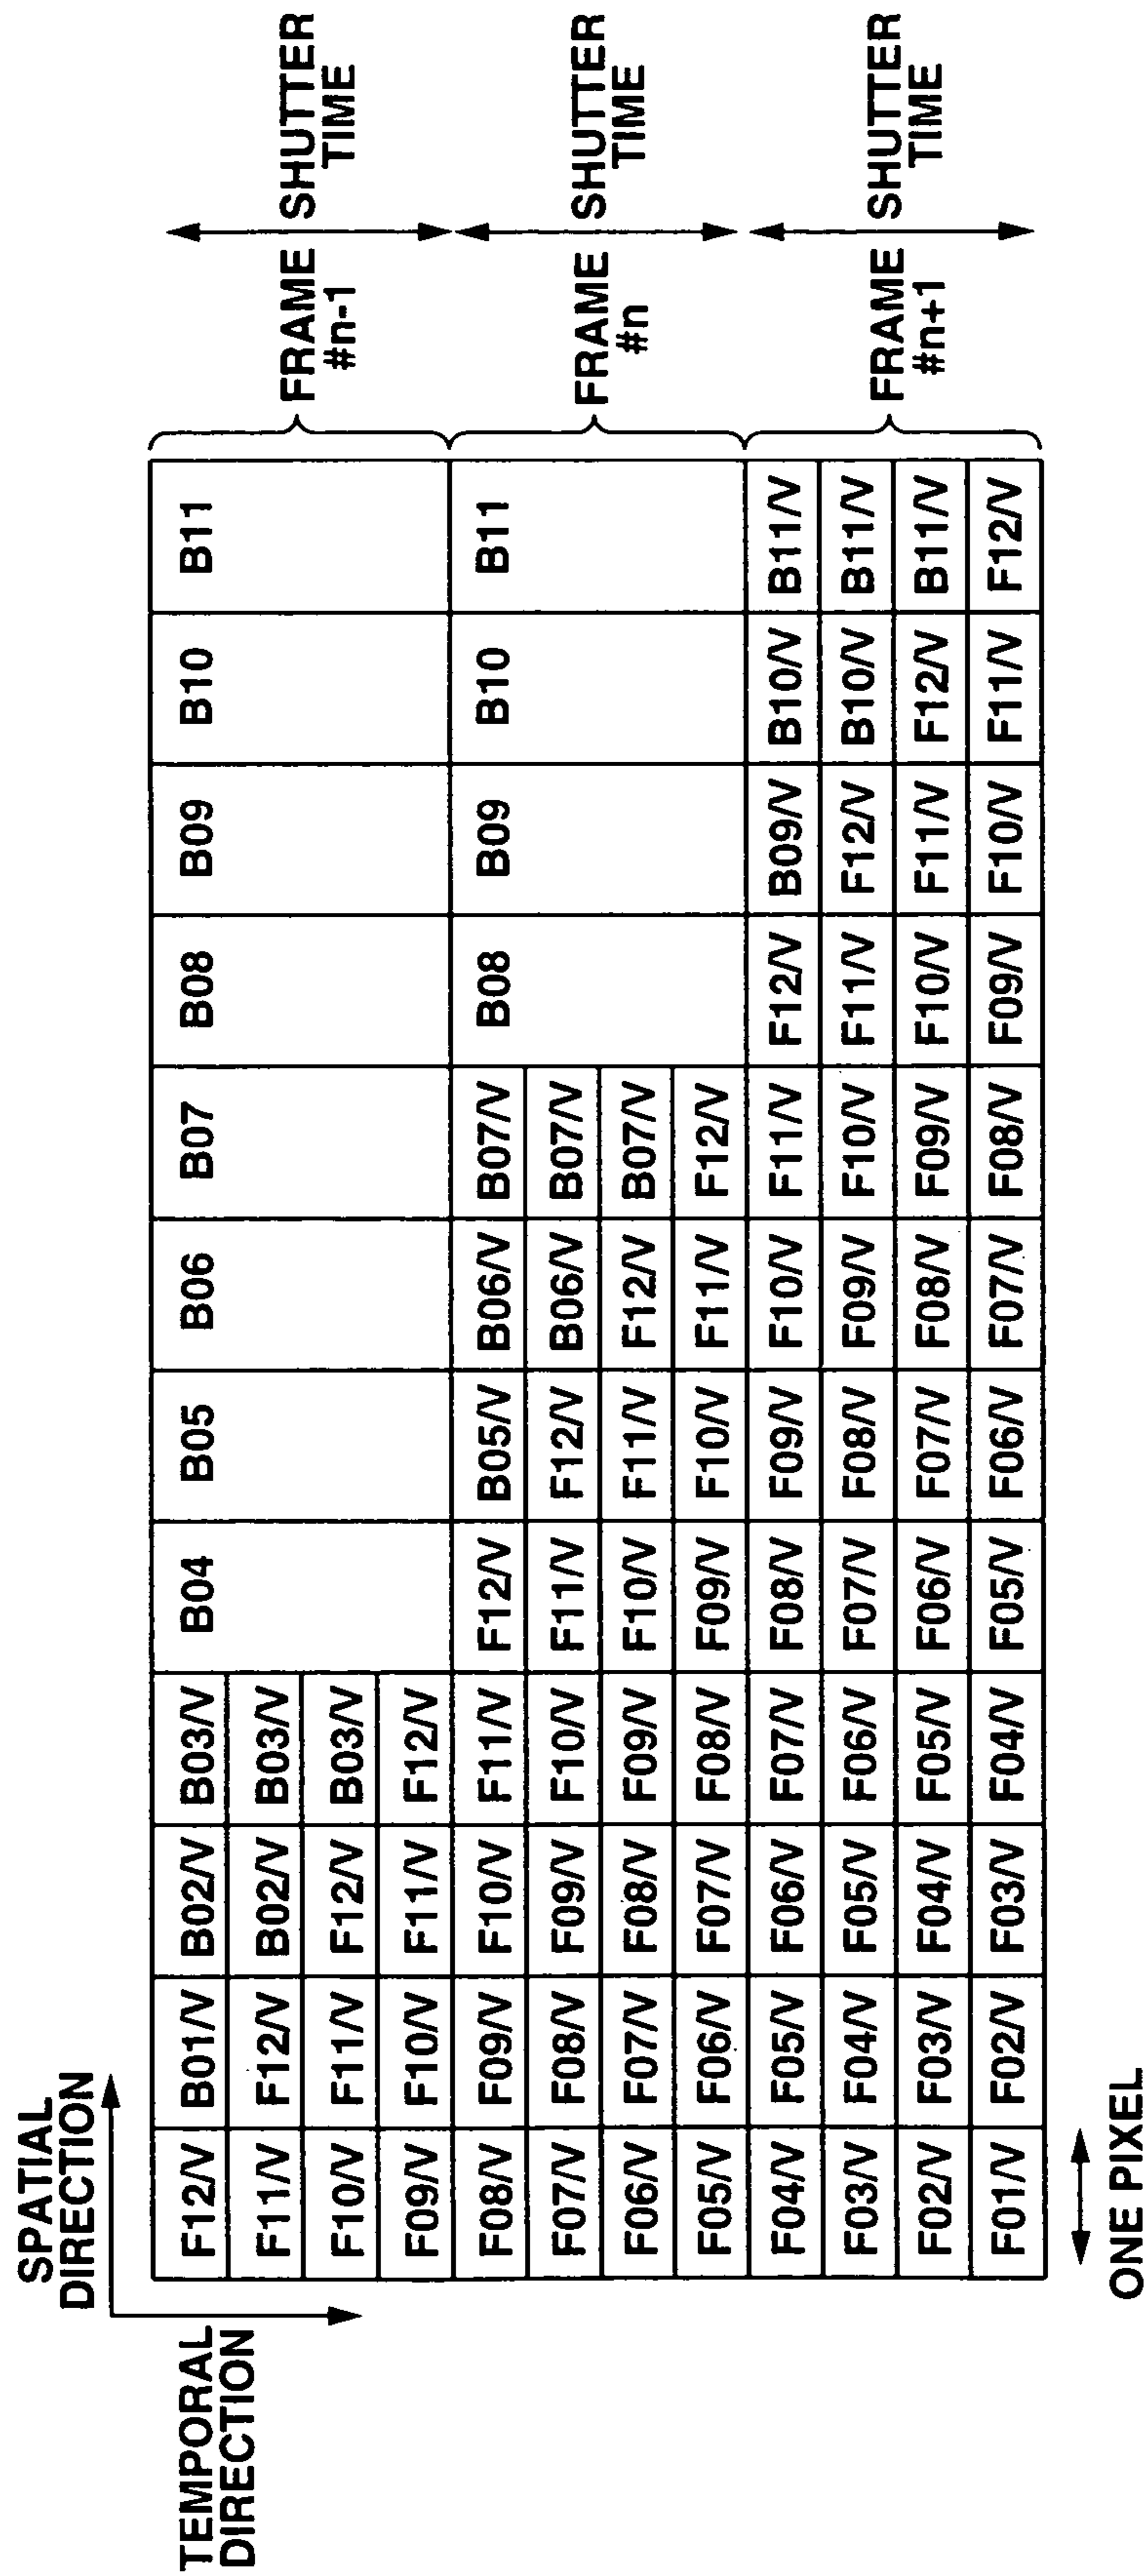 SPATIAL
DIRECTION
TEMPORAL
DIRECTION
F12/V B01/V B02/V B03/V B04 B05 B06 B07 B08 B09 B10 B11
F11/V F12/V B02/V B03/V
F10/V F11/V F12/V B03/V
F09/V F10/V F11/V F12/V
FRAME
#n-1
SHUTTER
TIME
F08/V F09/V F10/V F11/V F12/V B05/V B06/V B07/V B08 B09 B10 B11
F07/V F08/V F09/V F10/V F11/V F12/V B06/V B07/V
F06/V F07/V F08/V F09/V F10/V F11/V F12/V B07/V
F05/V F06/V F07/V F08/V F09/V F10/V F11/V F12/V
FRAME
#n
SHUTTER
TIME
F04/V F05/V F06/V F07/V F08/V F09/V F10/V F11/V F12/V B09/V B10/V B11/V
F03/V F04/V F05/V F06/V F07/V F08/V F09/V F10/V F11/V F12/V B10/V B11/V
F02/V F03/V F04/V F05/V F06/V F07/V F08/V F09/V F10/V F11/V F12/V B11/V
F01/V F02/V F03/V F04/V F05/V F06/V F07/V F08/V F09/V F10/V F11/V F12/V
FRAME
#n+1
SHUTTER
TIME
ONE PIXEL